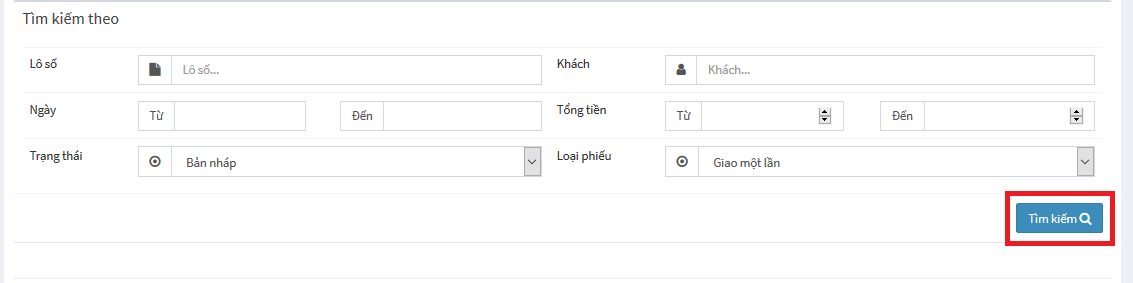 Tìm kiếm theo
Lô số Lô số... Khách Khách...
Ngày Từ Đến Tổng tiền Từ Đến
Trạng thái Bản nháp Loại phiếu Giao một lần
Tìm kiếm